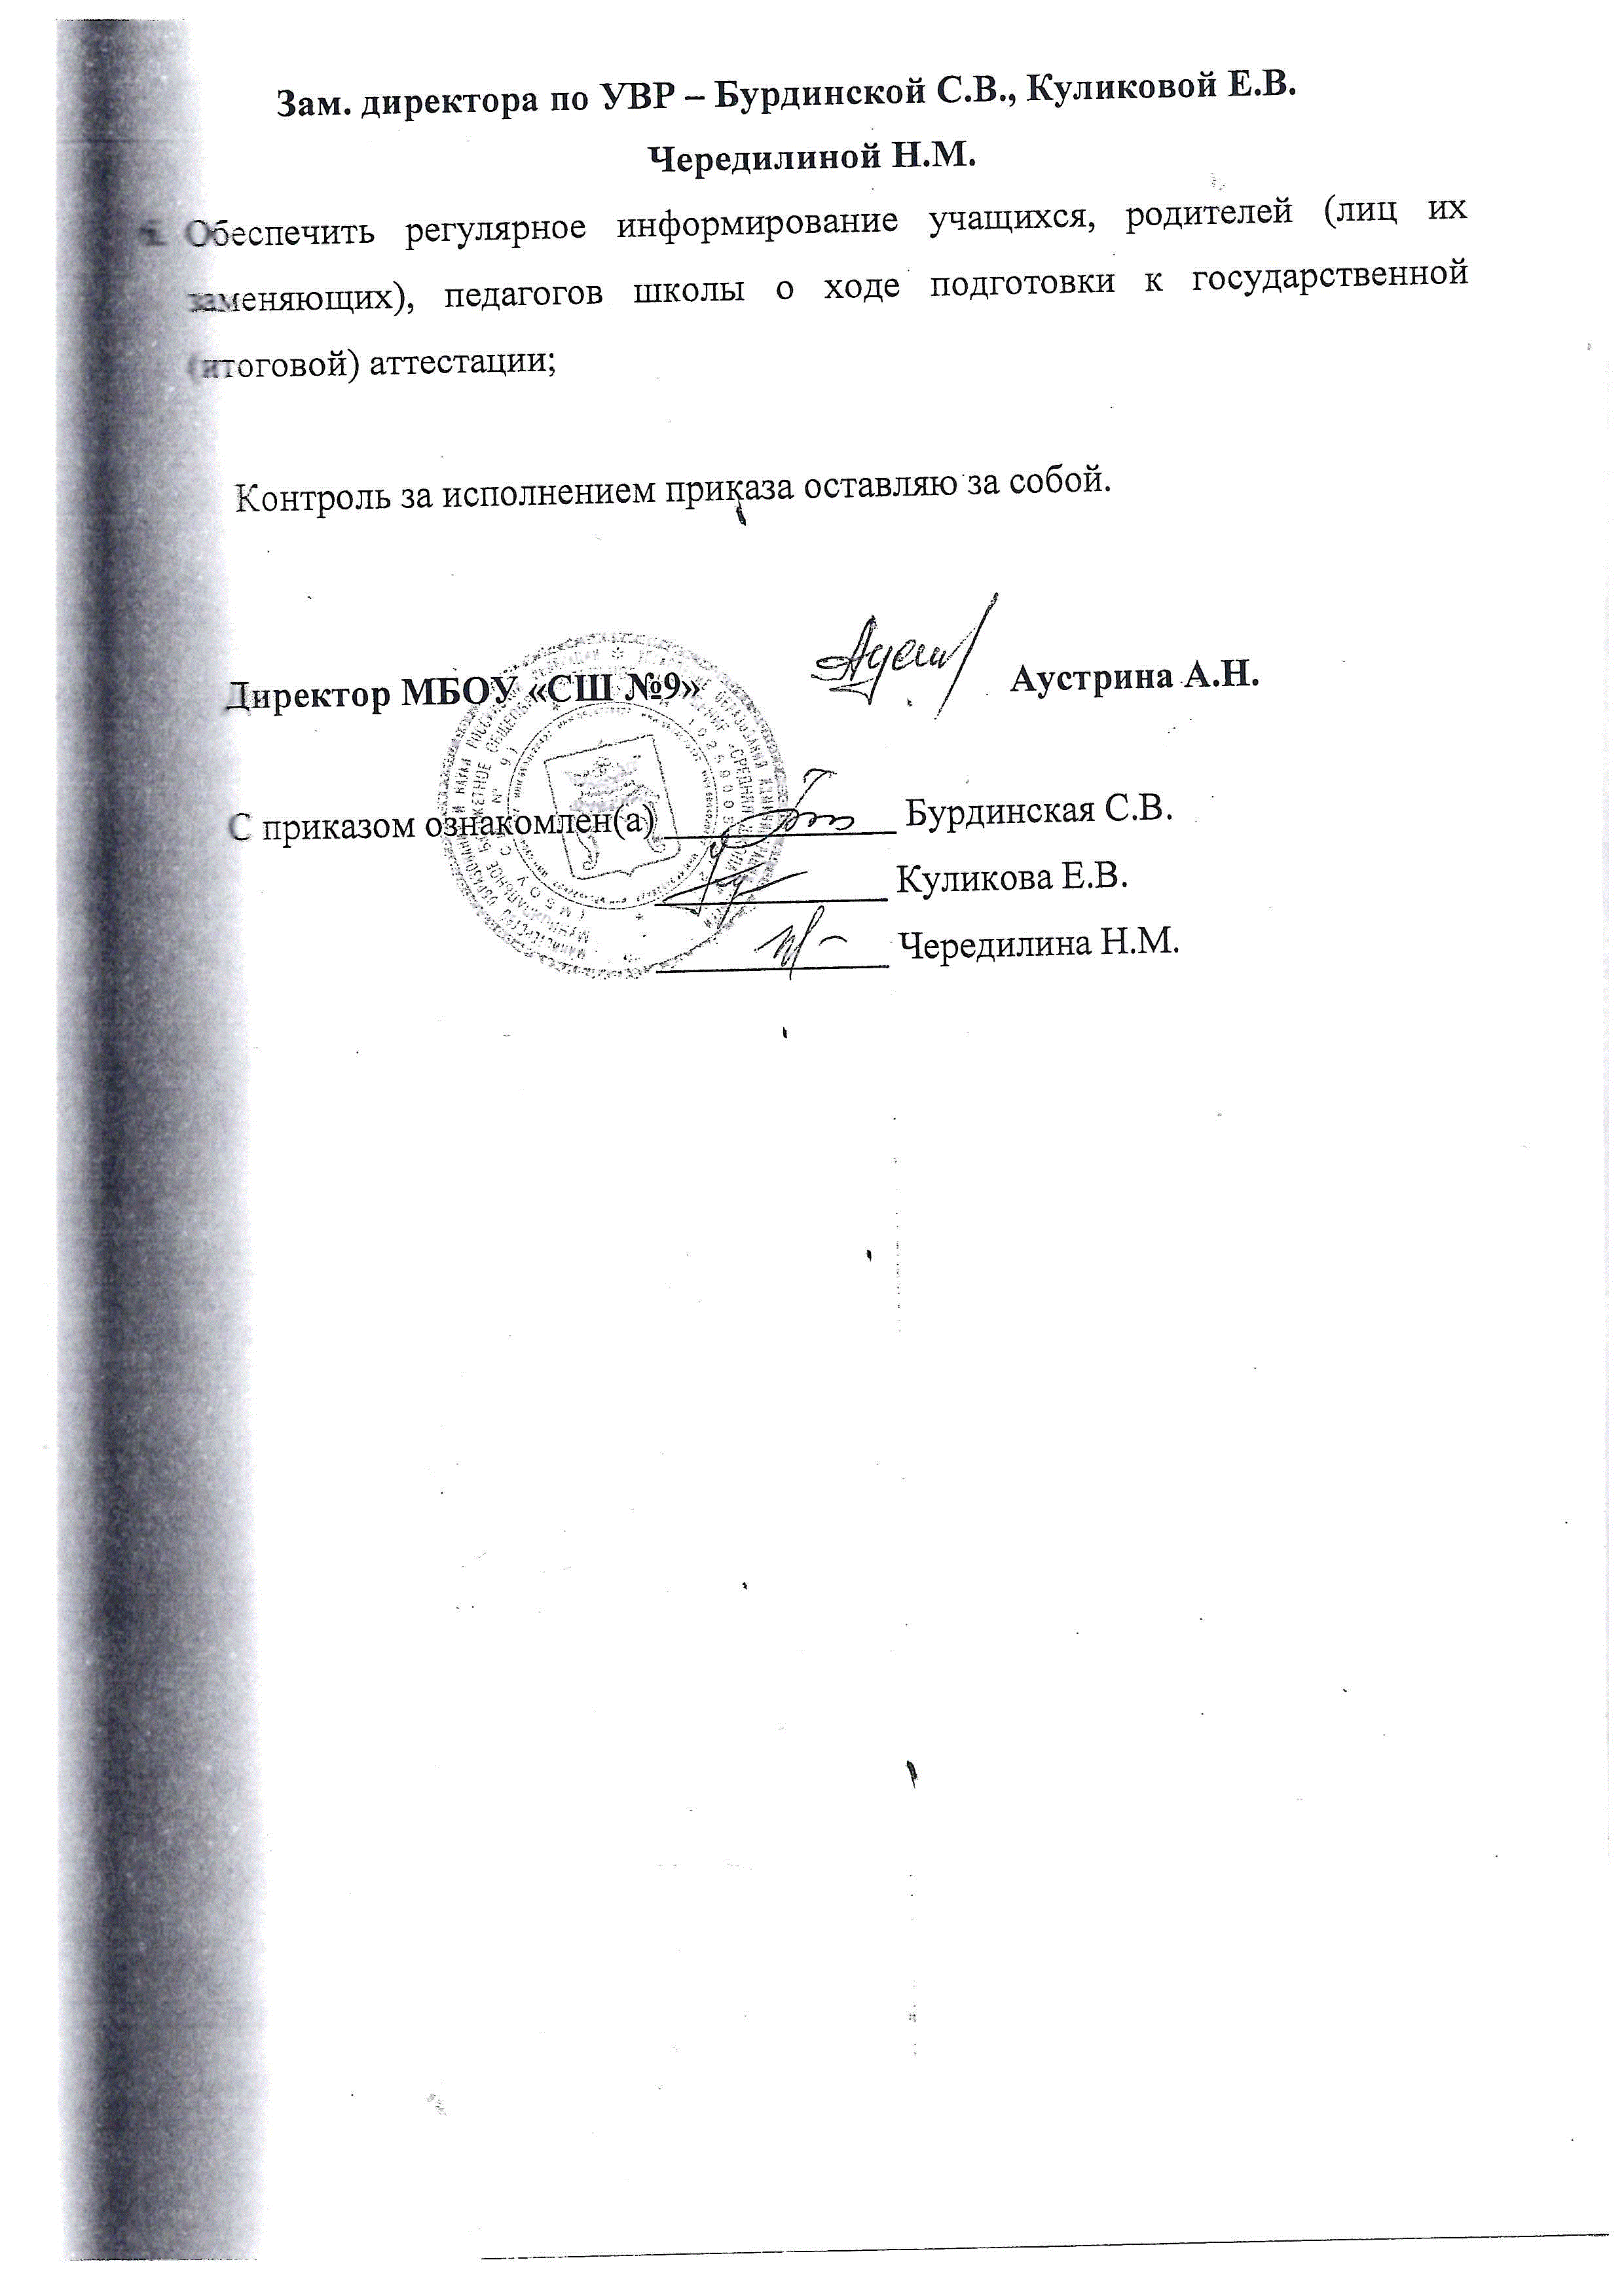 Зам. директора по УВР – Бурдинской С.В., Куликовой Е.В.
Чередилиной Н.М.
Обеспечить регулярное информирование учащихся, родителей (лиц их
заменяющих), педагогов школы о ходе подготовки к государственной
(итоговой) аттестации;
Контроль за исполнением приказа оставляю за собой.
Директор МБОУ «СШ №9» Аустрина А.Н.
С приказом ознакомлен(а) Бурдинская С.В.
Куликова Е.В.
Чередилина Н.М.